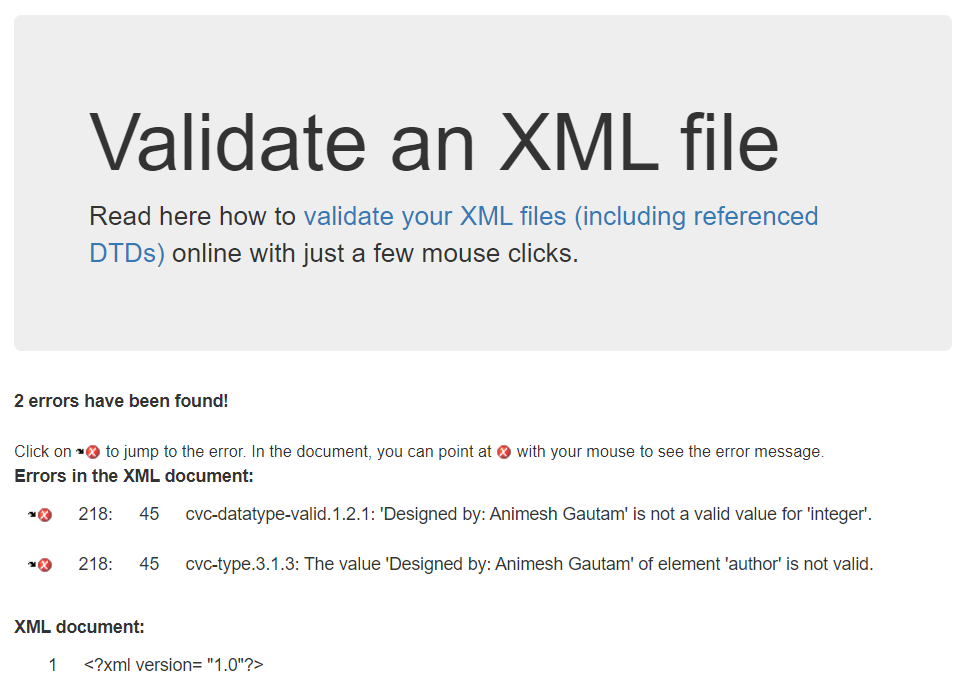 Validate an XML file
Read here how to validate your XML files (including referenced
DTDs) online with just a few mouse clicks.
2 errors have been found!
Click on to jump to the error. In the document, you can point at with your mouse to see the error message.
Errors in the XML document:
218: 45 cvc-datatype-valid.1.2.1: 'Designed by: Animesh Gautam' is not a valid value for 'integer'.
218: 45 cvc-type.3.1.3: The value 'Designed by: Animesh Gautam' of element 'author' is not valid.
XML document:
1 <?xml version= "1.0"?>